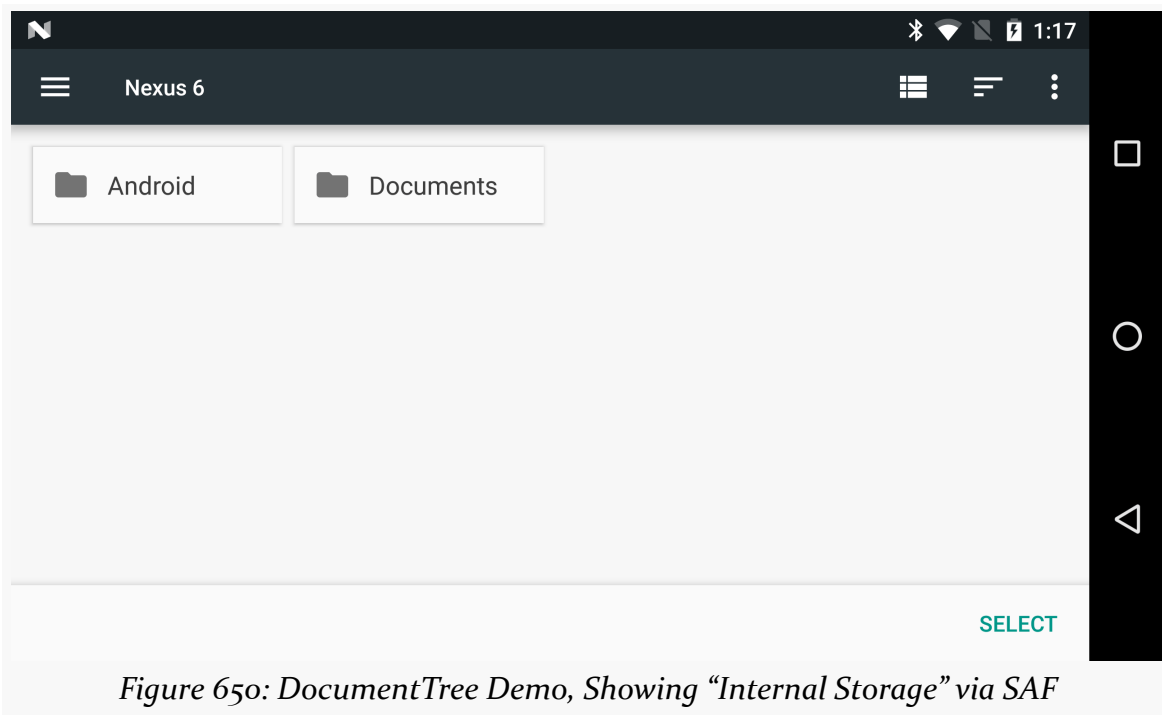 1:17
Nexus 6
Android Documents
SELECT
Figure 650: DocumentTree Demo, Showing “Internal Storage” via SAF